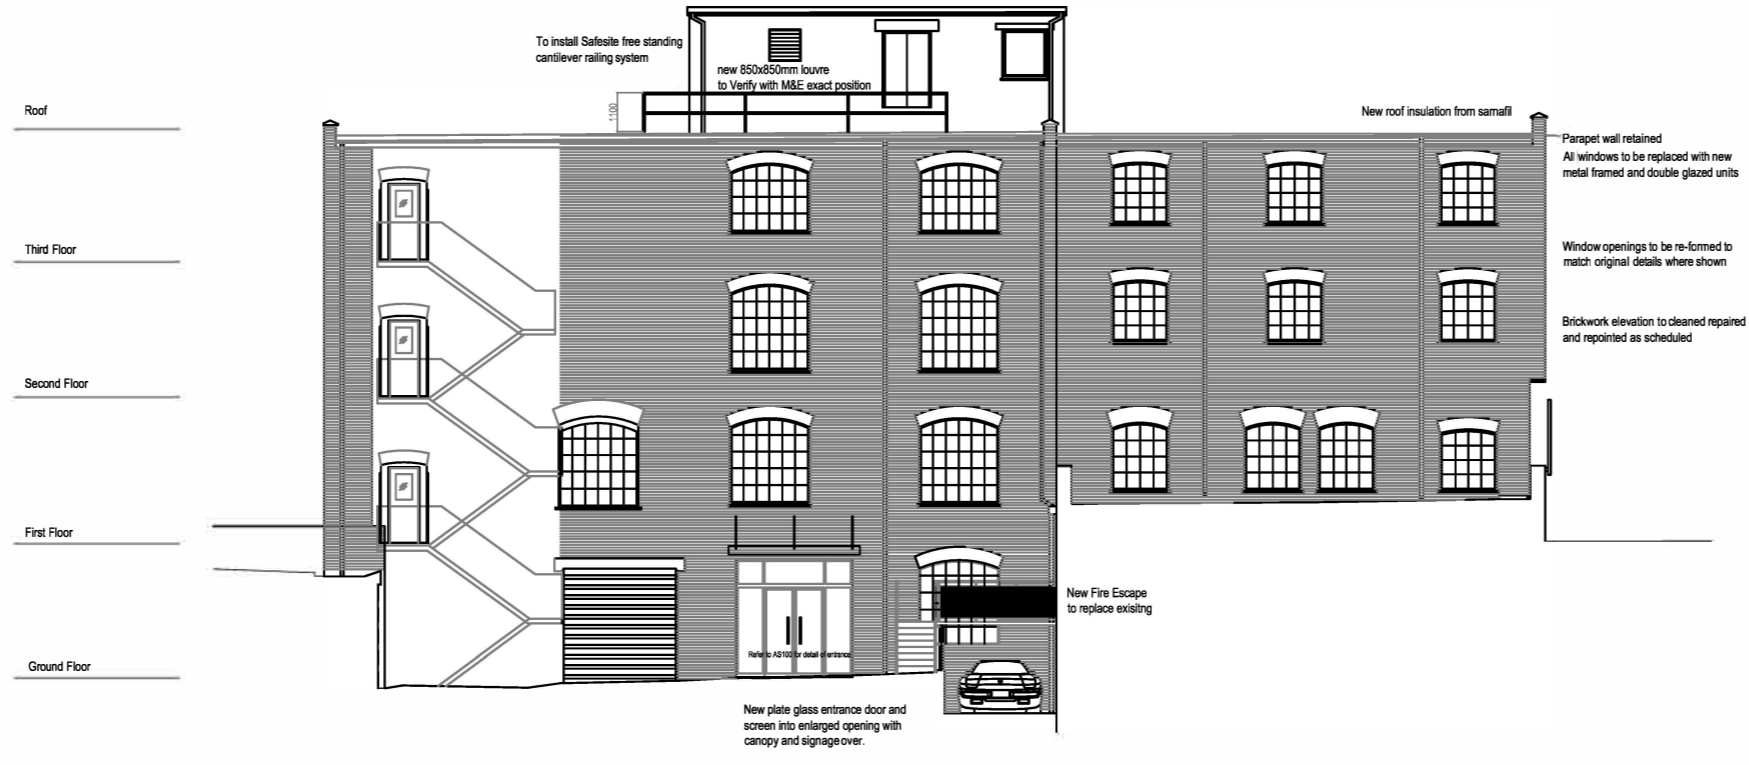 To install Safesite free standing
cantilever railing system
new 850x850mm louvre
to Verify with M&E exact position
1100
Roof
New roof insulation from sarnafil
Parapet wall retained
All windows to be replaced with new
metal framed and double glazed units
Third Floor
Window openings to be re-formed to
match original details where shown
Brickwork elevation to cleaned repaired
and repointed as scheduled
Second Floor
First Floor
New Fire Escape
to replace exisitng
Ground Floor
Refer to AS100 for detail of entrance
New plate glass entrance door and
screen into enlarged opening with
canopy and signage over.